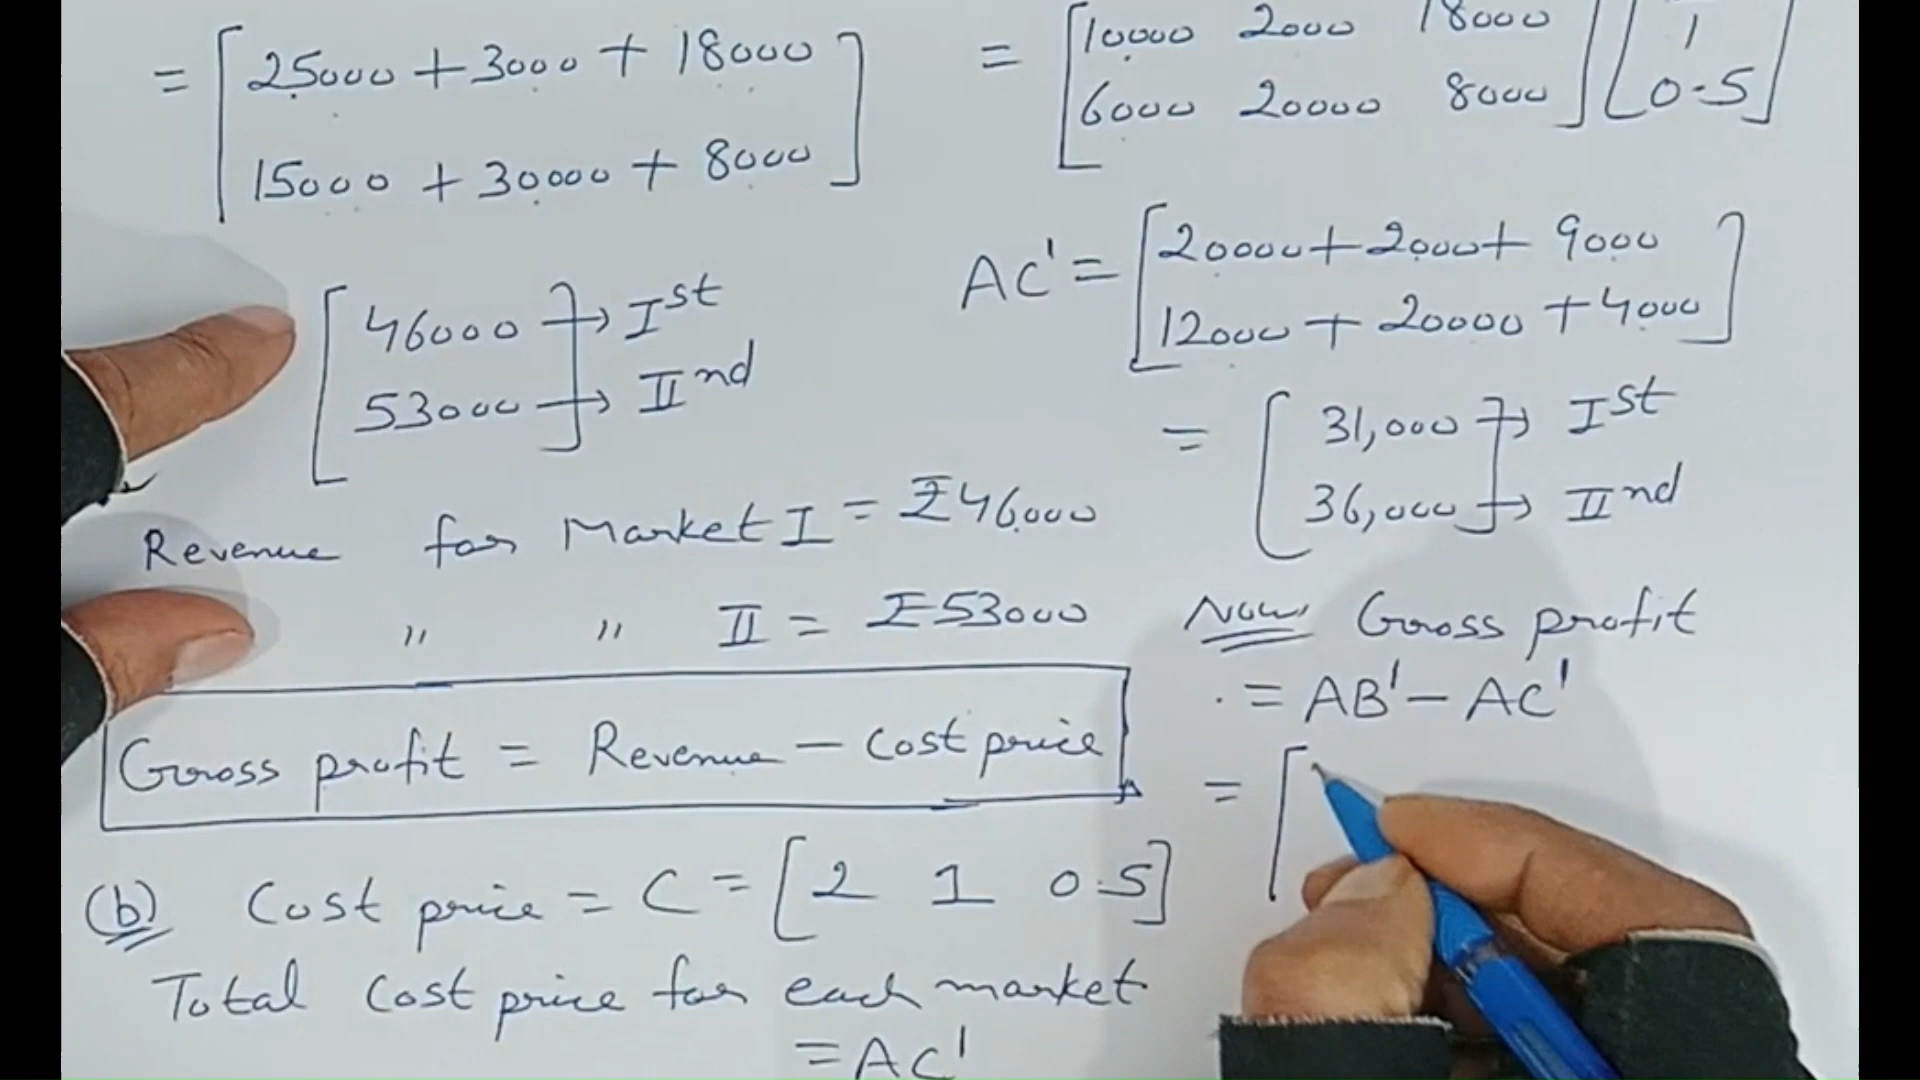 = [25000 + 3000 + 18000
15000 + 30000 + 8000]
[46000 → Ist
53000] → IInd
Revenue for Market I = ₹46000
" " II = ₹53000
Gross profit = Revenue - Cost price
(b) Cost price = C = [2 1 0.5]
Total Cost price for each market
= AC'
= [10000 2000 18000
6000 20000 8000] [1
0.5]
AC' = [20000 + 2000 + 9000
12000 + 20000 + 4000]
= [31,000 → Ist
36,000] → IInd
Now Gross profit
= AB' - AC'
= [